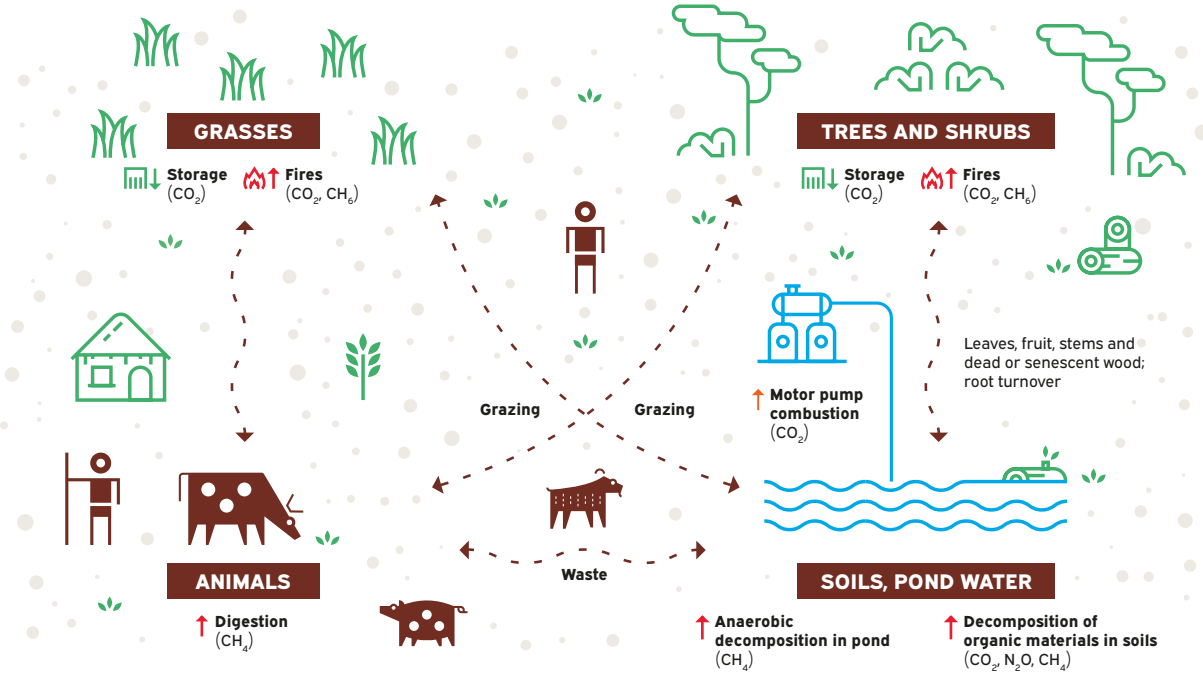 GRASSES
Storage
(CO₂)
Fires
(CO₂, CH₆)
TREES AND SHRUBS
Storage
(CO₂)
Fires
(CO₂, CH₆)
Leaves, fruit, stems and
dead or senescent wood;
root turnover
Grazing
Grazing
Motor pump
combustion
(CO₂)
Waste
ANIMALS
Digestion
(CH₄)
SOILS, POND WATER
Anaerobic
decomposition in pond
(CH₄)
Decomposition of
organic materials in soils
(CO₂, N₂O, CH₄)